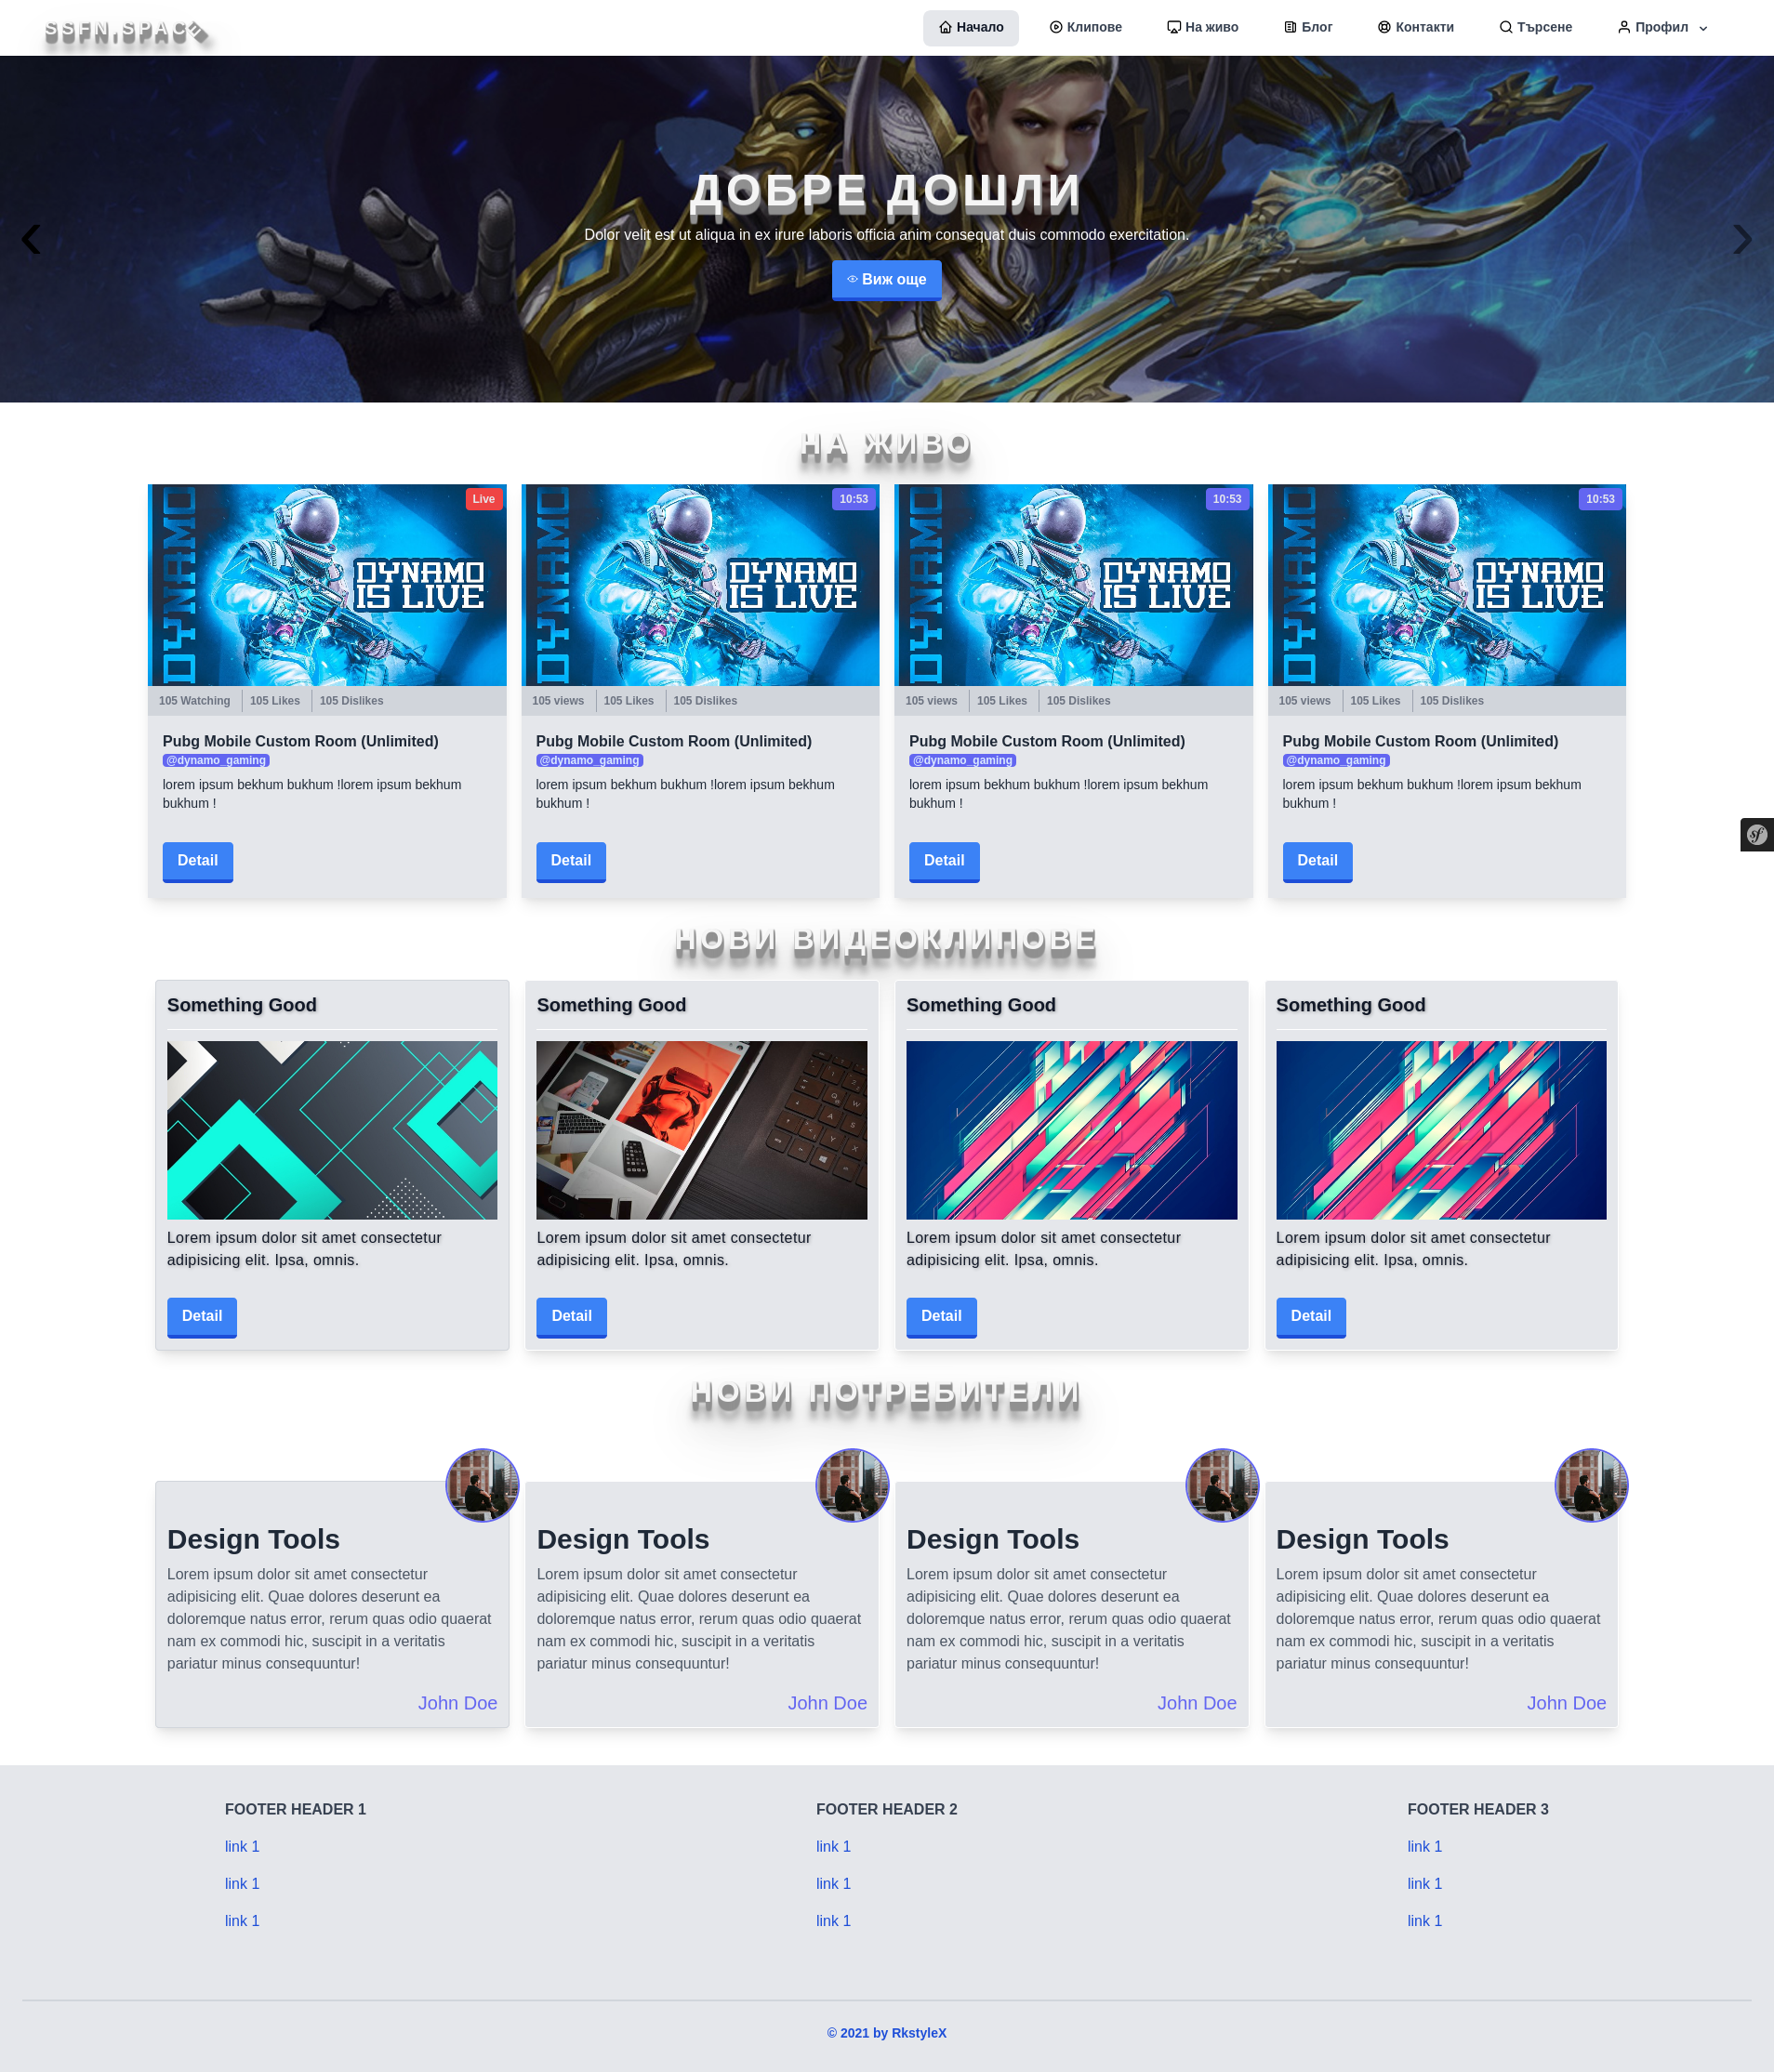 SSFN.SPACE
Начало
Клипове
На живо
Блог
Контакти
Търсене
Профил
ДОБРЕ ДОШЛИ
Dolor velit est ut aliqua in ex irure laboris officia anim consequat duis commodo exercitation.
Виж още
НА ЖИВО
DYNAMO
DYNAMO
IS LIVE
Live
DYNAMO
DYNAMO
IS LIVE
10:53
DYNAMO
DYNAMO
IS LIVE
10:53
DYNAMO
DYNAMO
IS LIVE
10:53
105 Watching
105 Likes
105 Dislikes
105 views
105 Likes
105 Dislikes
105 views
105 Likes
105 Dislikes
105 views
105 Likes
105 Dislikes
Pubg Mobile Custom Room (Unlimited)
@dynamo_gaming
lorem ipsum bekhum bukhum !lorem ipsum bekhum
bukhum !
Detail
Pubg Mobile Custom Room (Unlimited)
@dynamo_gaming
lorem ipsum bekhum bukhum !lorem ipsum bekhum
bukhum !
Detail
Pubg Mobile Custom Room (Unlimited)
@dynamo_gaming
lorem ipsum bekhum bukhum !lorem ipsum bekhum
bukhum !
Detail
Pubg Mobile Custom Room (Unlimited)
@dynamo_gaming
lorem ipsum bekhum bukhum !lorem ipsum bekhum
bukhum !
Detail
sf
НОВИ ВИДЕОКЛИПОВЕ
Something Good
Lorem ipsum dolor sit amet consectetur
adipisicing elit. Ipsa, omnis.
Detail
Something Good
Lorem ipsum dolor sit amet consectetur
adipisicing elit. Ipsa, omnis.
Detail
Something Good
Lorem ipsum dolor sit amet consectetur
adipisicing elit. Ipsa, omnis.
Detail
Something Good
Lorem ipsum dolor sit amet consectetur
adipisicing elit. Ipsa, omnis.
Detail
НОВИ ПОТРЕБИТЕЛИ
Design Tools
Lorem ipsum dolor sit amet consectetur
adipisicing elit. Quae dolores deserunt ea
doloremque natus error, rerum quas odio quaerat
nam ex commodi hic, suscipit in a veritatis
pariatur minus consequuntur!
John Doe
Design Tools
Lorem ipsum dolor sit amet consectetur
adipisicing elit. Quae dolores deserunt ea
doloremque natus error, rerum quas odio quaerat
nam ex commodi hic, suscipit in a veritatis
pariatur minus consequuntur!
John Doe
Design Tools
Lorem ipsum dolor sit amet consectetur
adipisicing elit. Quae dolores deserunt ea
doloremque natus error, rerum quas odio quaerat
nam ex commodi hic, suscipit in a veritatis
pariatur minus consequuntur!
John Doe
Design Tools
Lorem ipsum dolor sit amet consectetur
adipisicing elit. Quae dolores deserunt ea
doloremque natus error, rerum quas odio quaerat
nam ex commodi hic, suscipit in a veritatis
pariatur minus consequuntur!
John Doe
FOOTER HEADER 1
link 1
link 1
link 1
FOOTER HEADER 2
link 1
link 1
link 1
FOOTER HEADER 3
link 1
link 1
link 1
© 2021 by RkstyleX